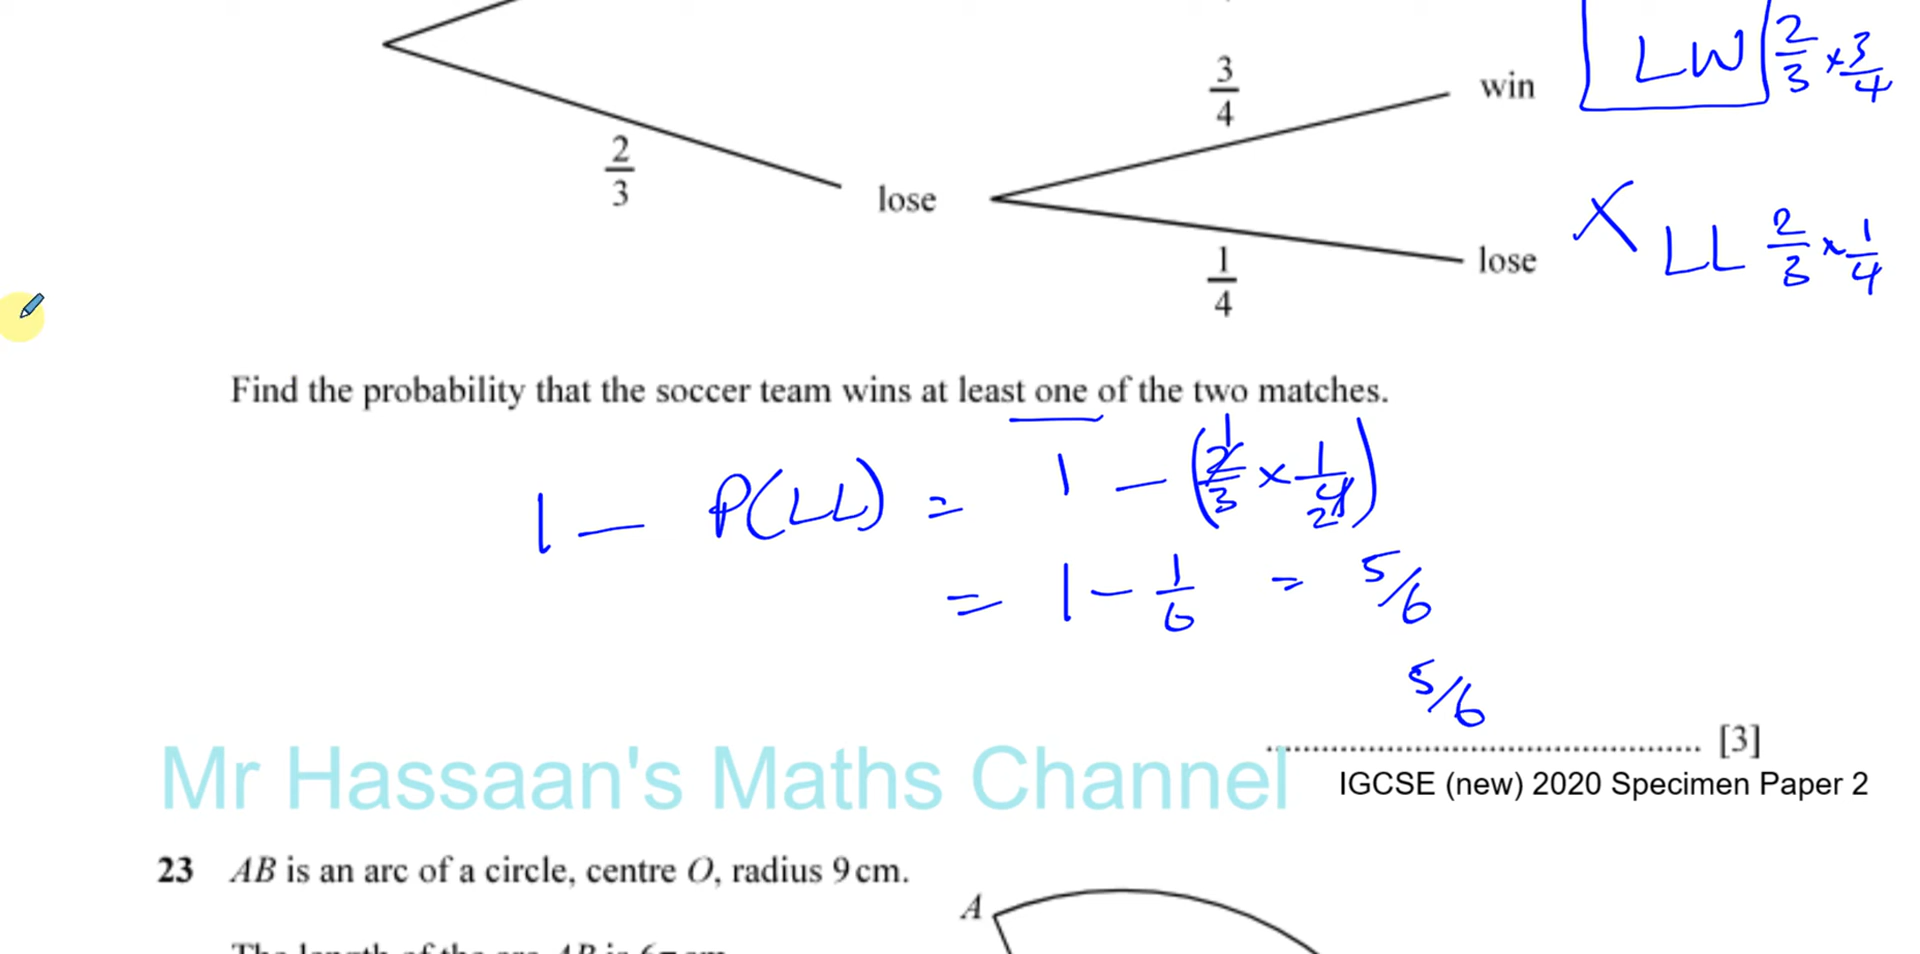 LW 2/3 × 3/4
3/4
win
2/3
lose
X LL 2/3 × 1/4
lose
1/4
Find the probability that the soccer team wins at least one of the two matches.
1 − P(LL) = 1 − (2/3 × 1/4)
1
2
= 1 − 1/6 = 5/6
5/6
[3]
Mr Hassaan's Maths Channel
IGCSE (new) 2020 Specimen Paper 2
23 AB is an arc of a circle, centre O, radius 9 cm.
A